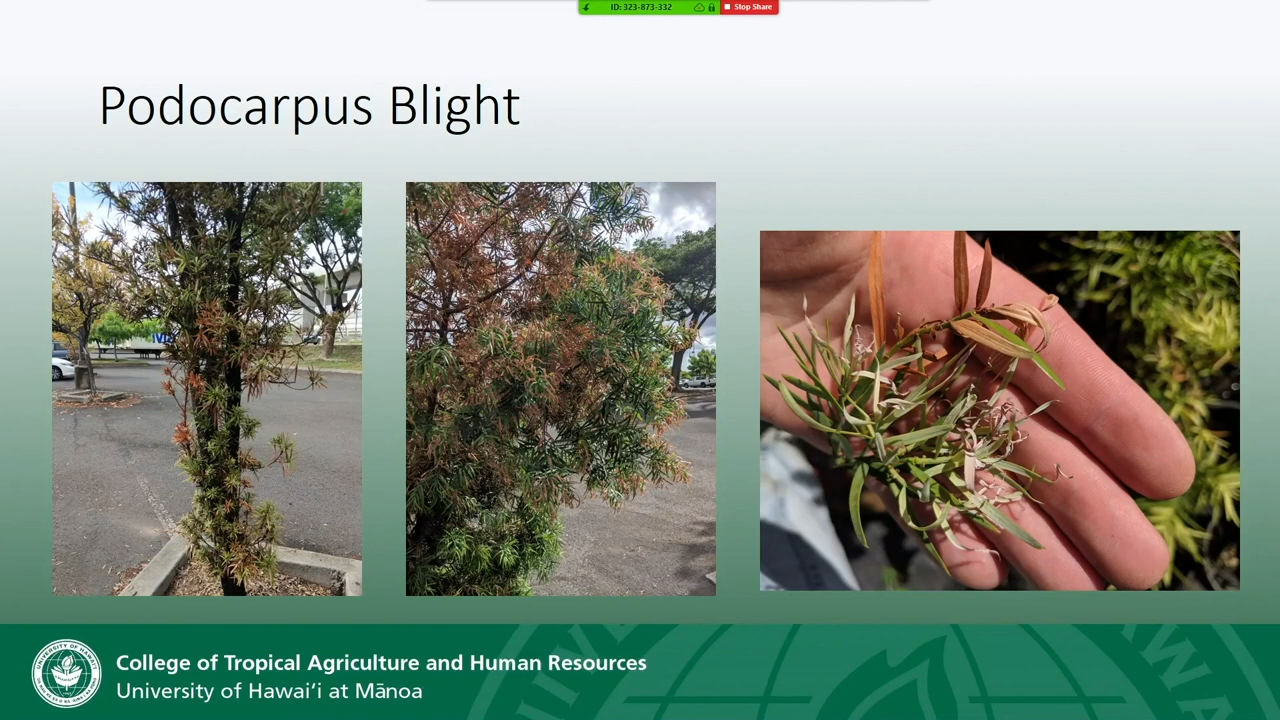 ID: 323-873-332
Stop Share
Podocarpus Blight
College of Tropical Agriculture and Human Resources
University of Hawaiʻi at Mānoa